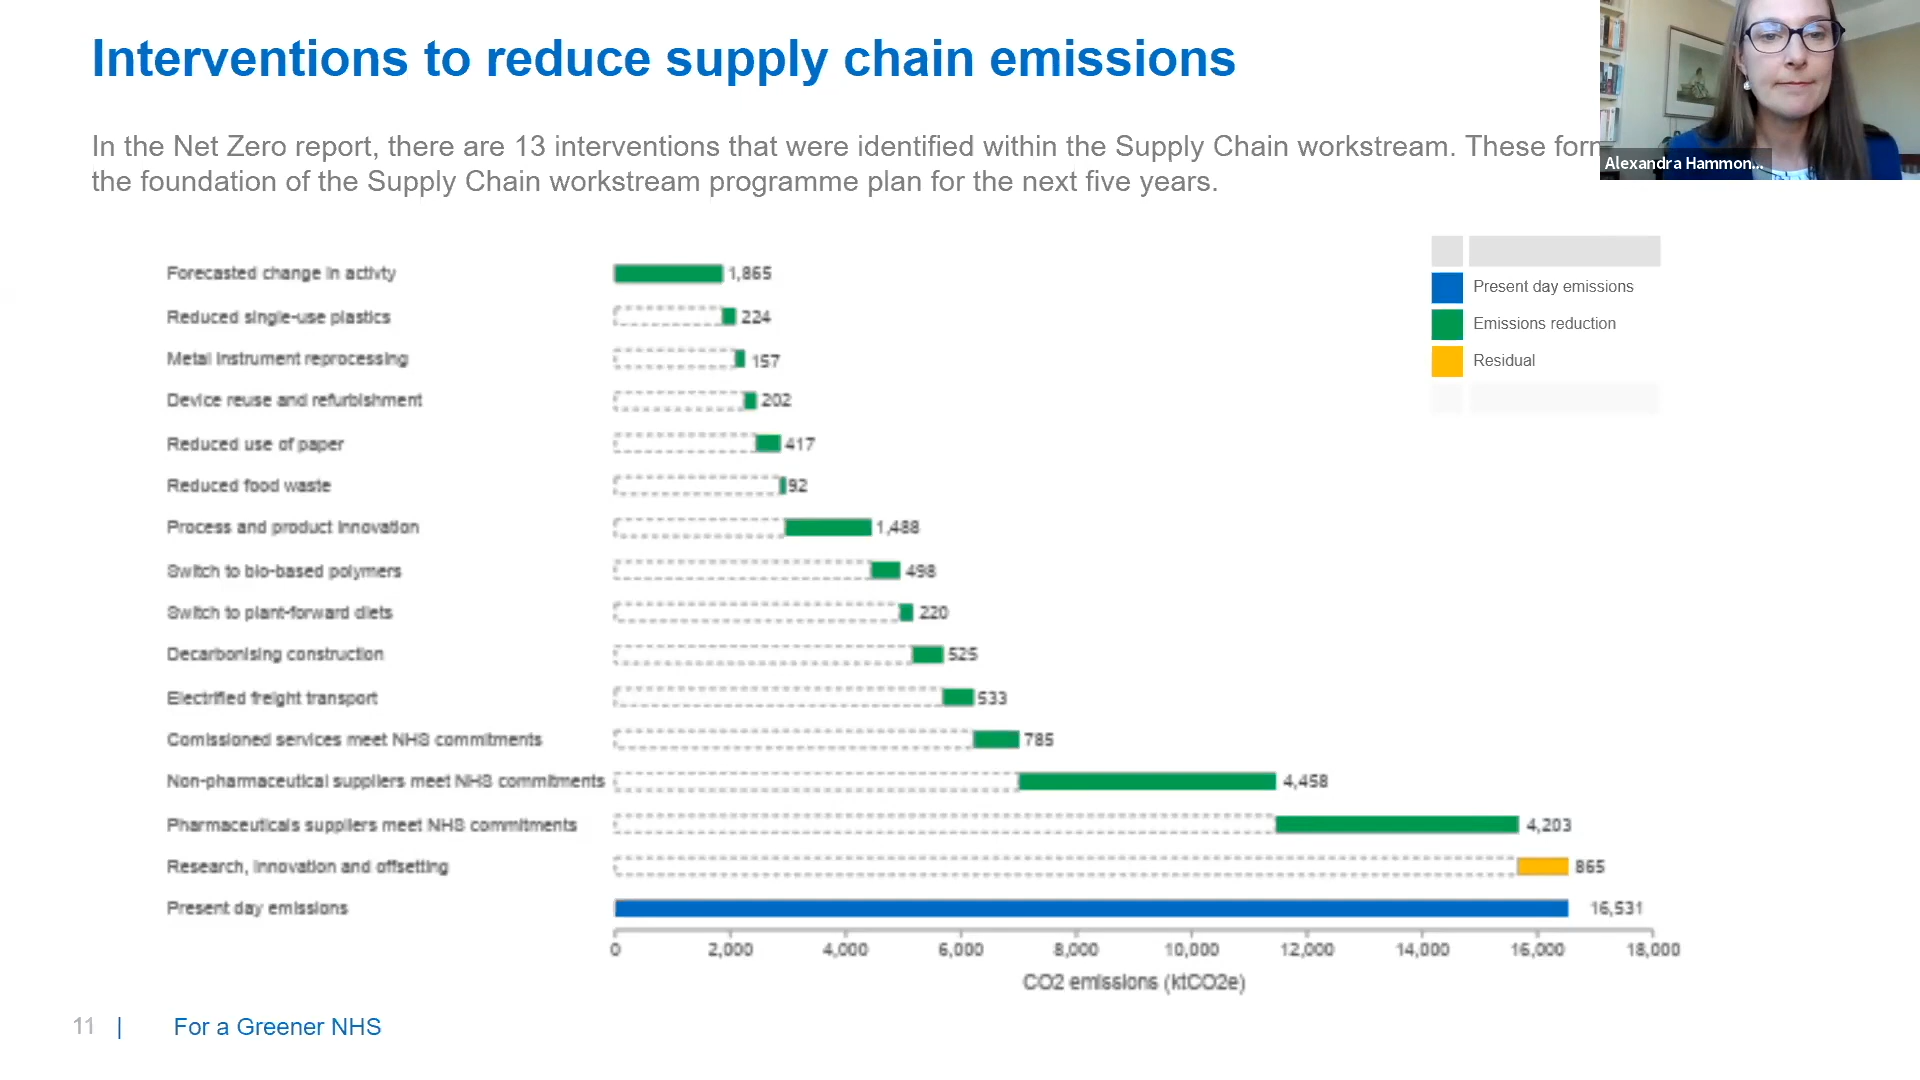 Interventions to reduce supply chain emissions
In the Net Zero report, there are 13 interventions that were identified within the Supply Chain workstream. These form
the foundation of the Supply Chain workstream programme plan for the next five years.
Alexandra Hammon...
Present day emissions
Emissions reduction
Residual
Forecasted change in activty 1,865
Reduced single-use plastics 224
Metal instrument reprocessing 157
Device reuse and refurbishment 202
Reduced use of paper 417
Reduced food waste 92
Process and product innovation 1,488
Switch to bio-based polymers 498
Switch to plant-forward diets 220
Decarbonising construction 525
Electrified freight transport 533
Comissioned services meet NHS commitments 785
Non-pharmaceutical suppliers meet NHS commitments 4,458
Pharmaceuticals suppliers meet NHS commitments 4,203
Research, innovation and offsetting 865
Present day emissions 16,531
0 2,000 4,000 6,000 8,000 10,000 12,000 14,000 16,000 18,000
CO2 emissions (ktCO2e)
11 | For a Greener NHS